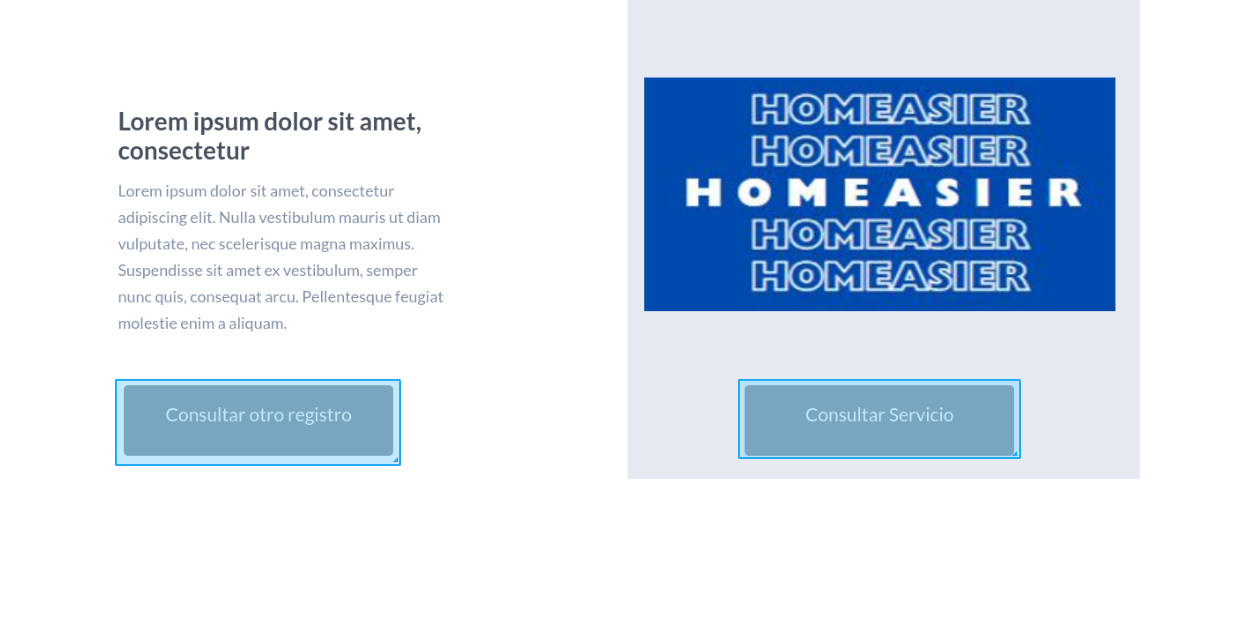 Lorem ipsum dolor sit amet,
consectetur
Lorem ipsum dolor sit amet, consectetur
adipiscing elit. Nulla vestibulum mauris ut diam
vulputate, nec scelerisque magna maximus.
Suspendisse sit amet ex vestibulum, semper
nunc quis, consequat arcu. Pellentesque feugiat
molestie enim a aliquam.
Consultar otro registro
HOMEASIER
HOMEASIER
HOMEASIER
HOMEASIER
HOMEASIER
Consultar Servicio